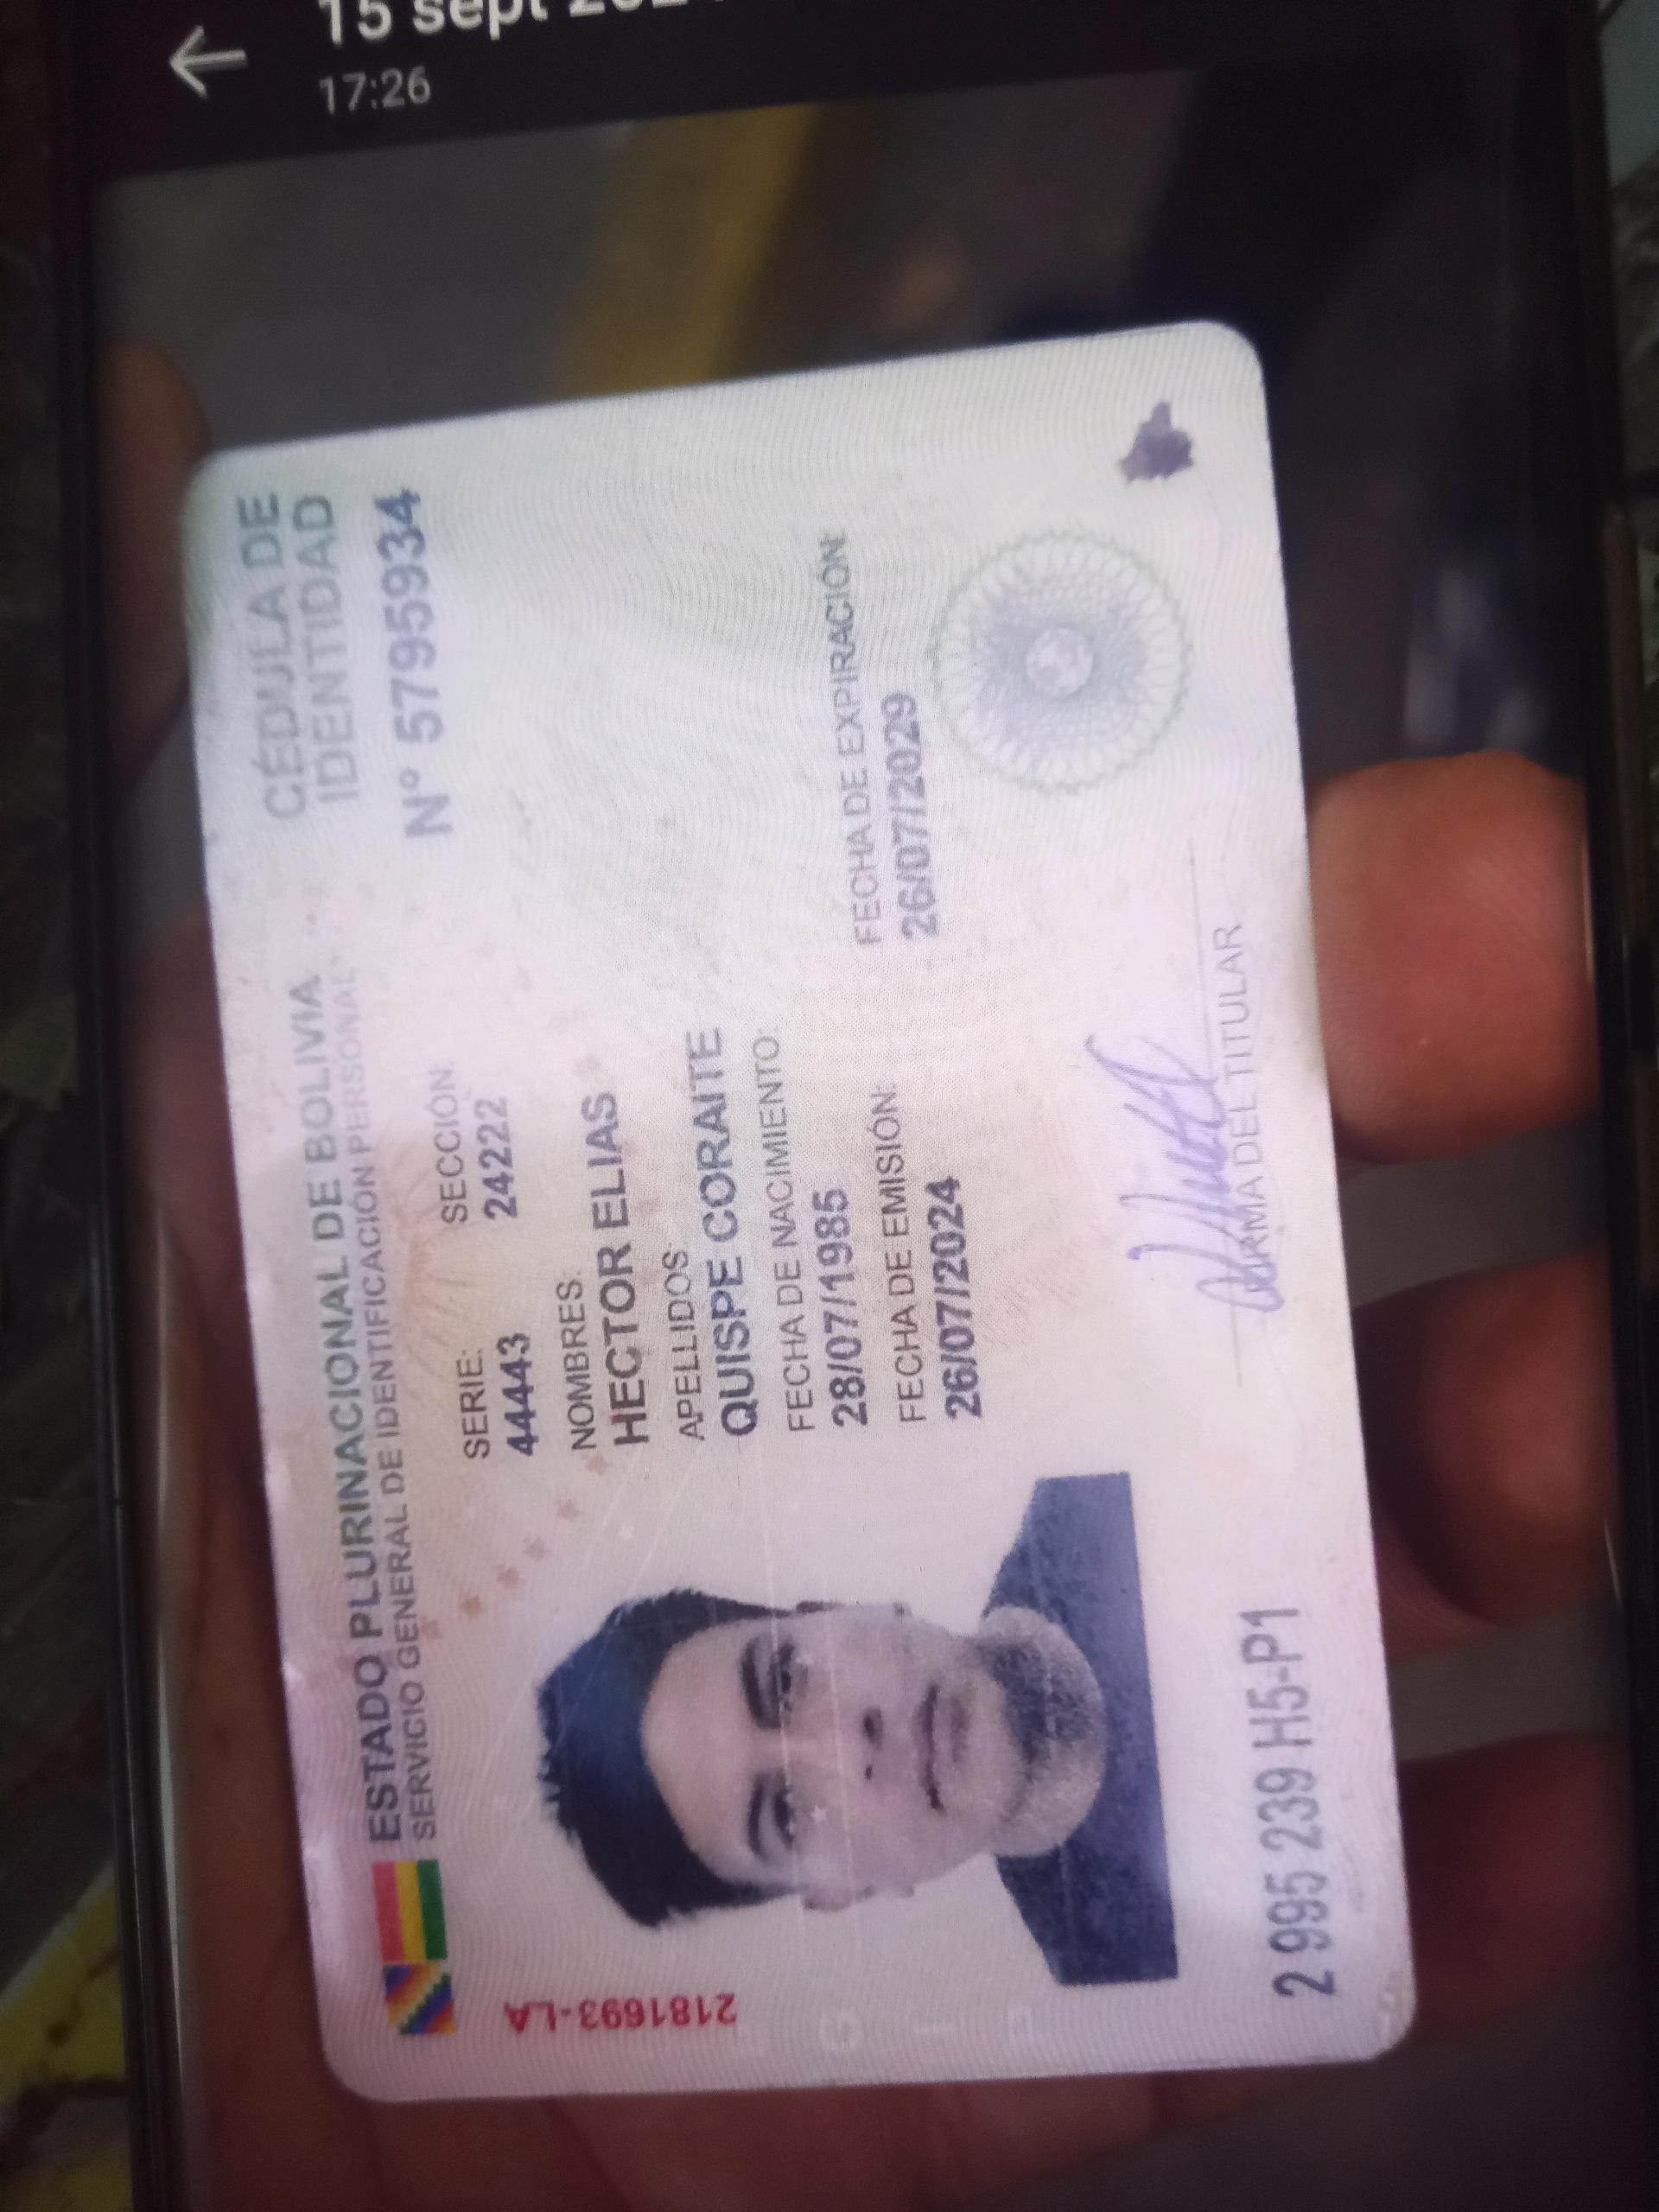 15 sept
17:26
ESTADO PLURINACIONAL DE BOLIVIA
SERVICIO GENERAL DE IDENTIFICACIÓN PERSONAL
CÉDULA DE
IDENTIDAD
N° 5795934
SERIE: SECCIÓN:
44443 24222
NOMBRES:
HECTOR ELIAS
APELLIDOS:
QUISPE CORAITE
FECHA DE NACIMIENTO:
28/07/1985
FECHA DE EMISIÓN: FECHA DE EXPIRACIÓN:
26/07/2024 26/07/2029
FIRMA DEL TITULAR
2181693-LA
2 995 239 H5-P1